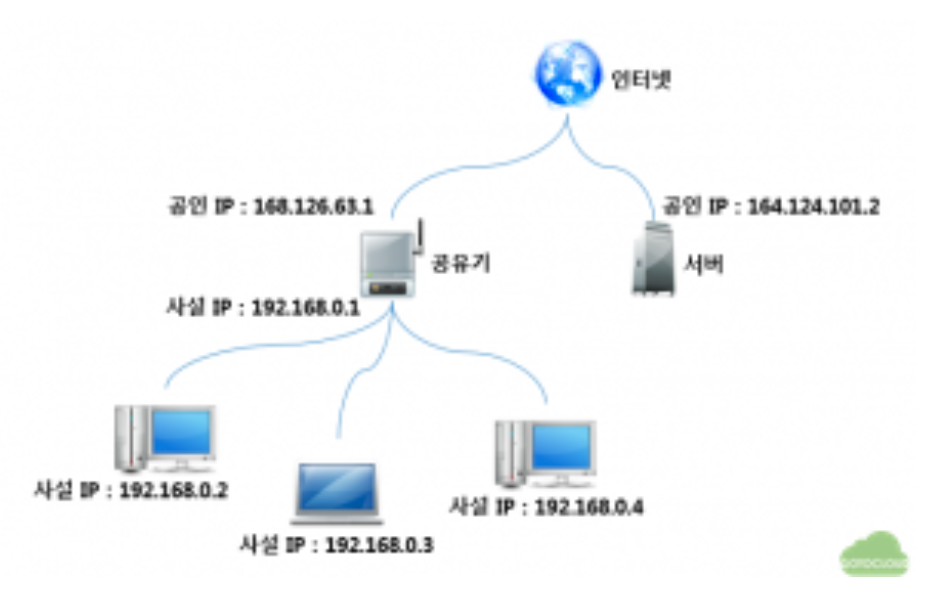 인터넷
공인 IP : 168.126.63.1
공인 IP : 164.124.101.2
공유기
서버
사설 IP : 192.168.0.1
사설 IP : 192.168.0.2
사설 IP : 192.168.0.4
사설 IP : 192.168.0.3
GOTOCLOUD